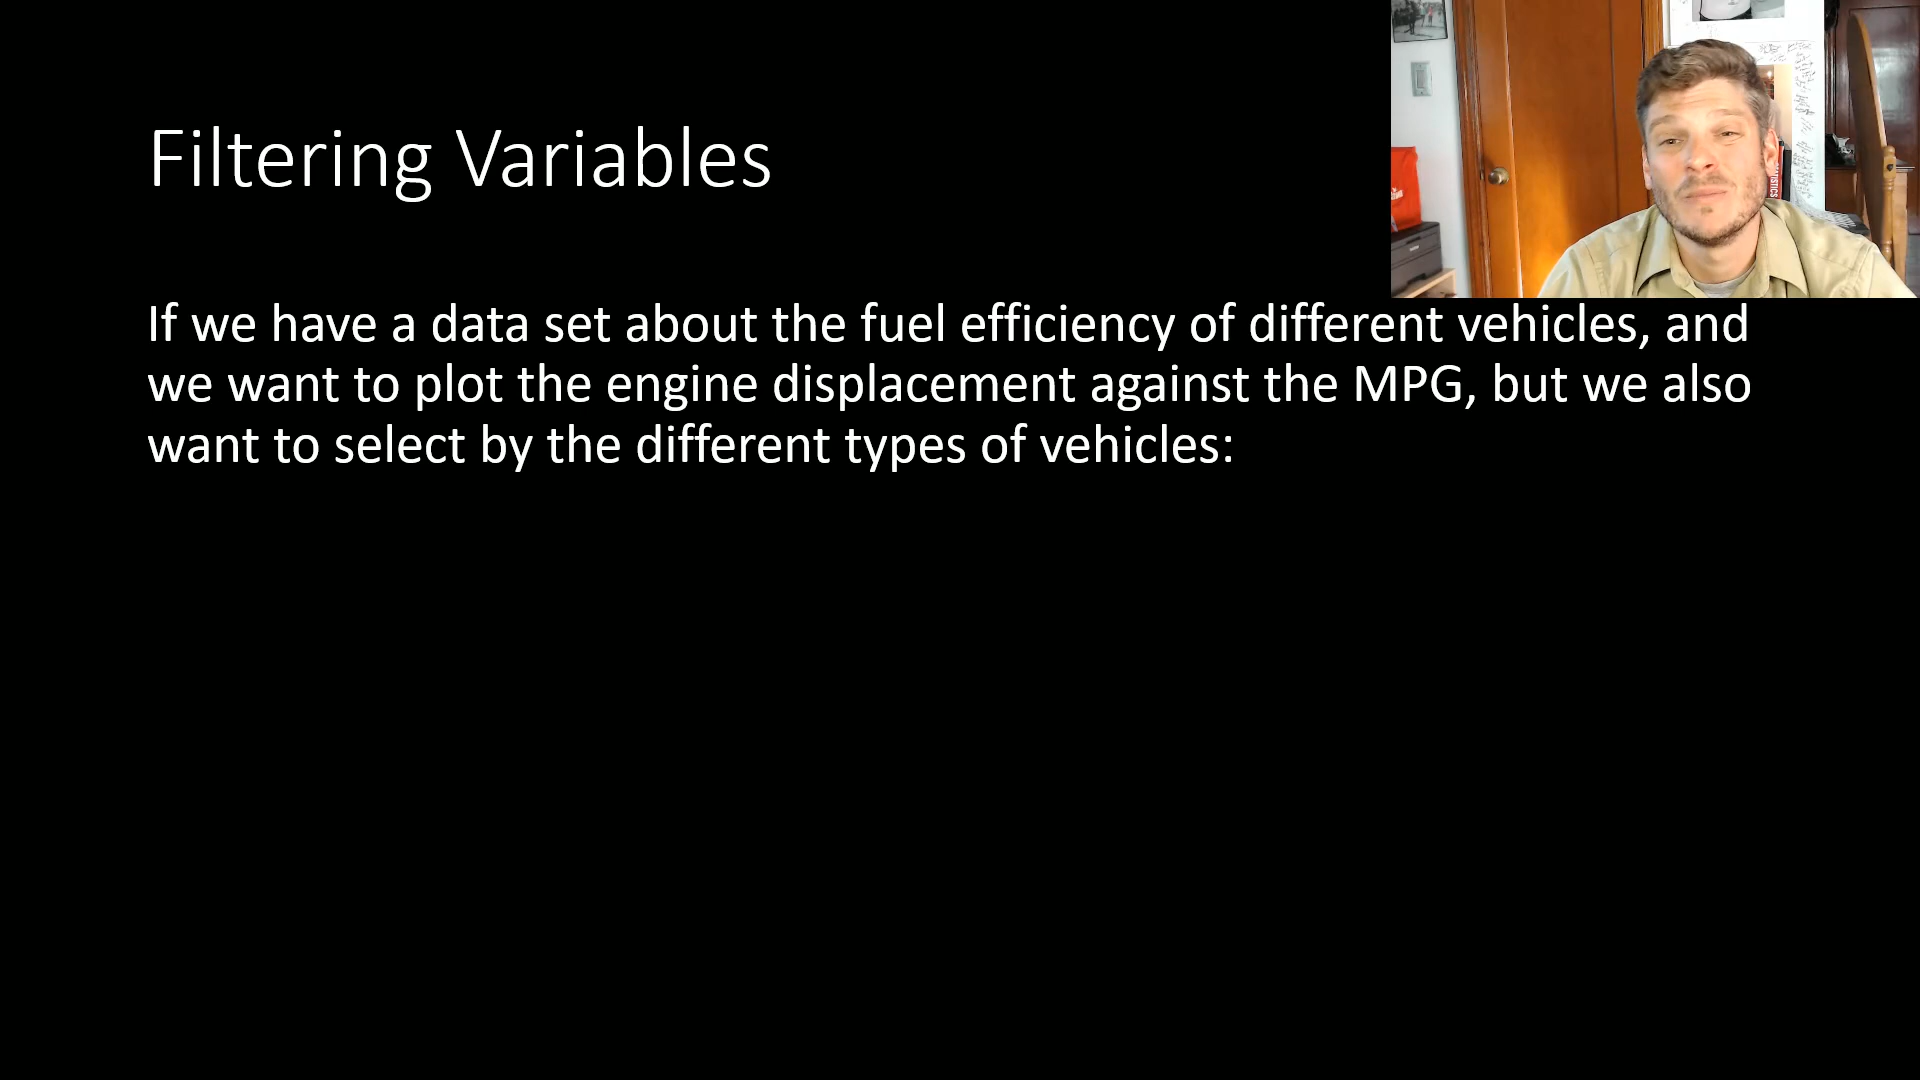 Filtering Variables
If we have a data set about the fuel efficiency of different vehicles, and
we want to plot the engine displacement against the MPG, but we also
want to select by the different types of vehicles: